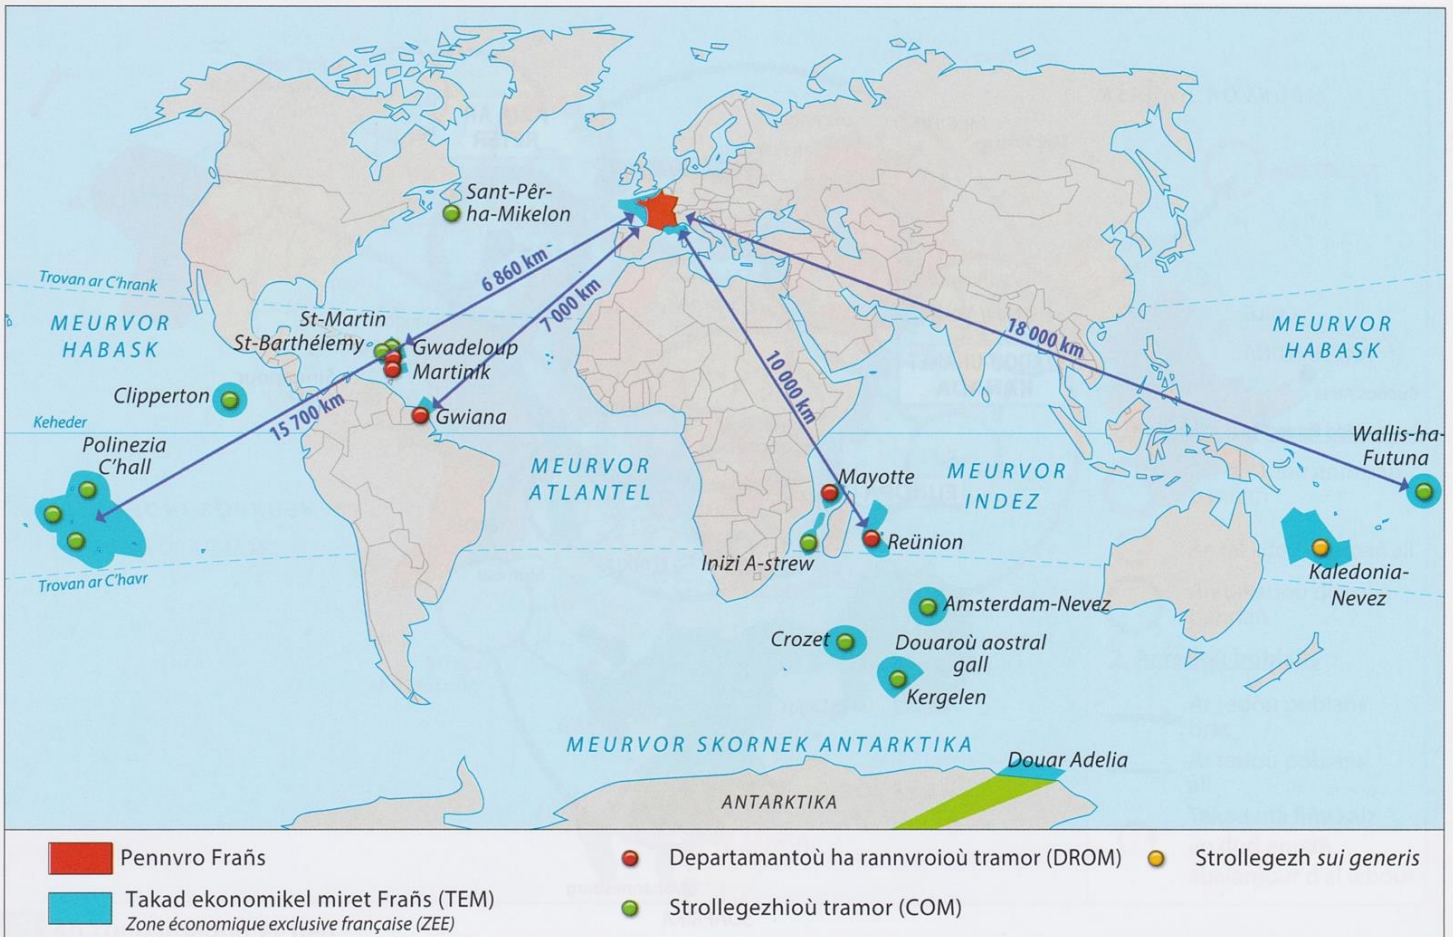 Sant-Pêr-
ha-Mikelon
6 860 km
7 000 km
Trovan ar C'hrank
MEURVOR
HABASK
St-Martin
St-Barthélemy
Gwadeloup
Martinik
10 000 km
18 000 km
MEURVOR
HABASK
Clipperton
15 700 km
Gwiana
Keheder
Polinezia
C'hall
MEURVOR
ATLANTEL
Mayotte
MEURVOR
INDEZ
Wallis-ha-
Futuna
Inizi A-strew
Reünion
Trovan ar C'havr
Kaledonia-
Nevez
Amsterdam-Nevez
Crozet
Douaroù aostral
gall
Kergelen
MEURVOR SKORNEK ANTARKTIKA
Douar Adelia
ANTARKTIKA
Pennvro Frañs
Departamantoù ha rannvroioù tramor (DROM)
Strollegezh sui generis
Takad ekonomikel miret Frañs (TEM)
Zone économique exclusive française (ZEE)
Strollegezhioù tramor (COM)